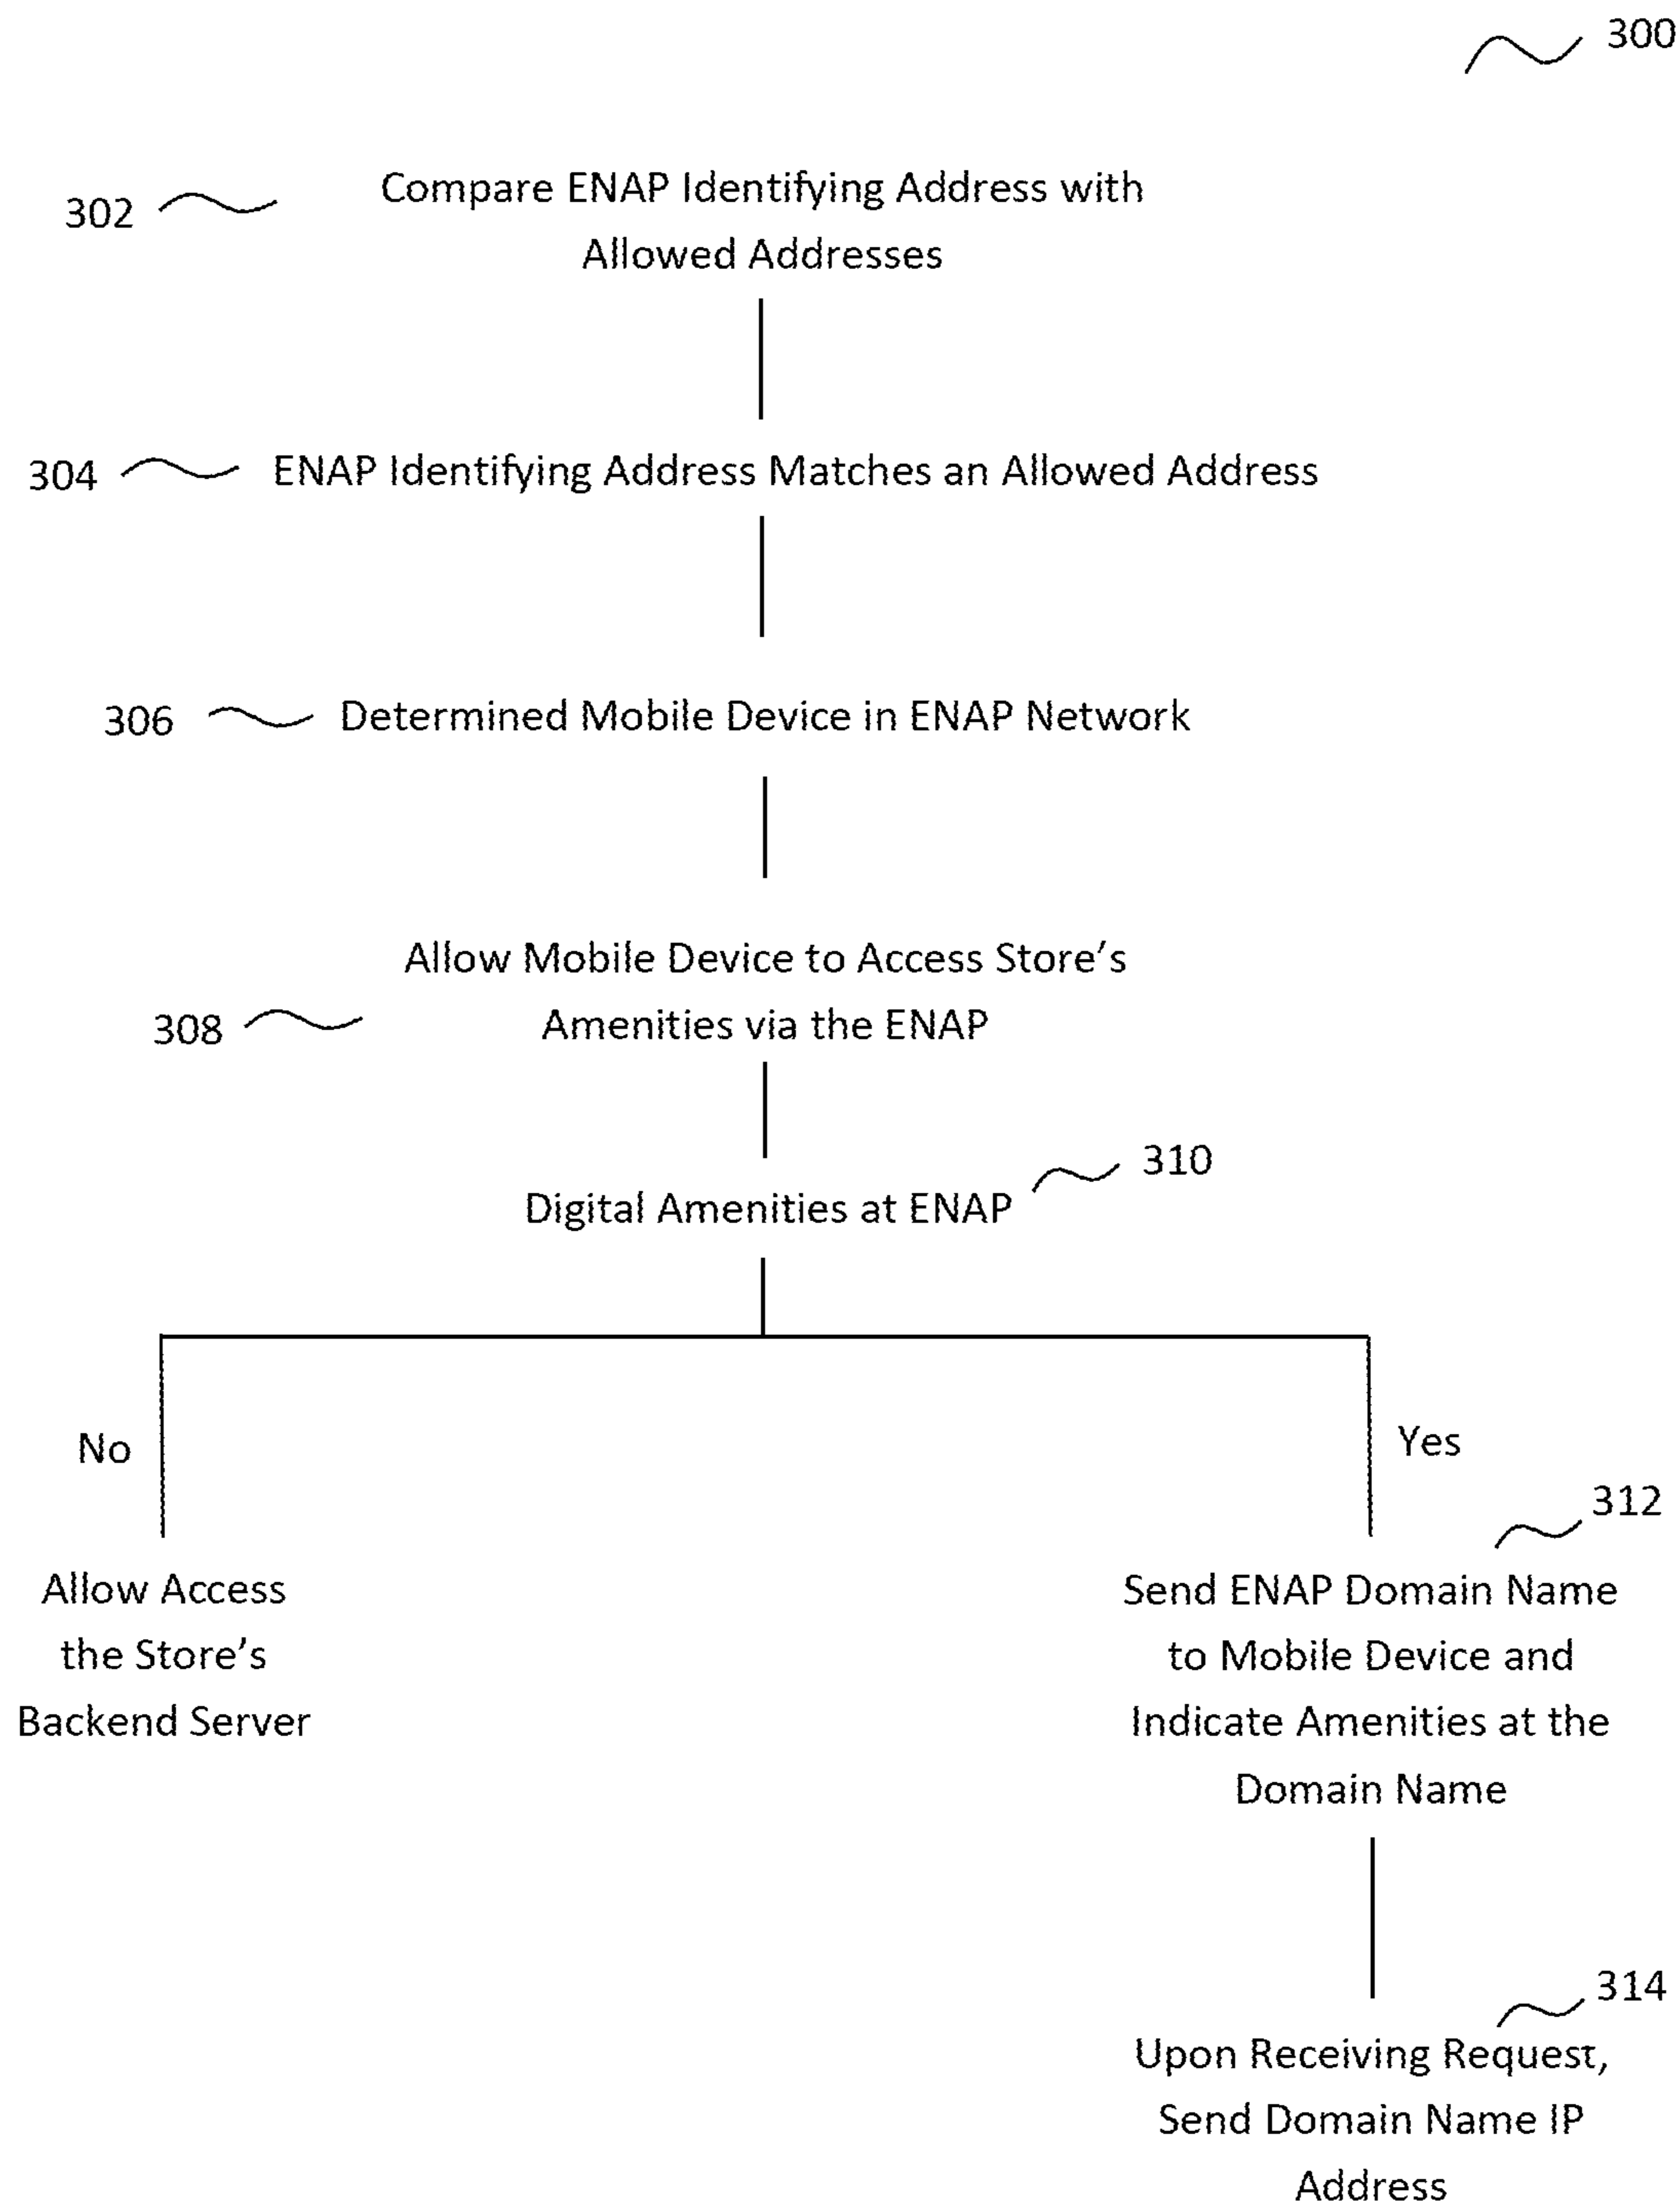 300
302
Compare ENAP Identifying Address with
Allowed Addresses
304
ENAP Identifying Address Matches an Allowed Address
306
Determined Mobile Device in ENAP Network
308
Allow Mobile Device to Access Store's
Amenities via the ENAP
310
Digital Amenities at ENAP
No
Yes
Allow Access
the Store's
Backend Server
312
Send ENAP Domain Name
to Mobile Device and
Indicate Amenities at the
Domain Name
314
Upon Receiving Request,
Send Domain Name IP
Address